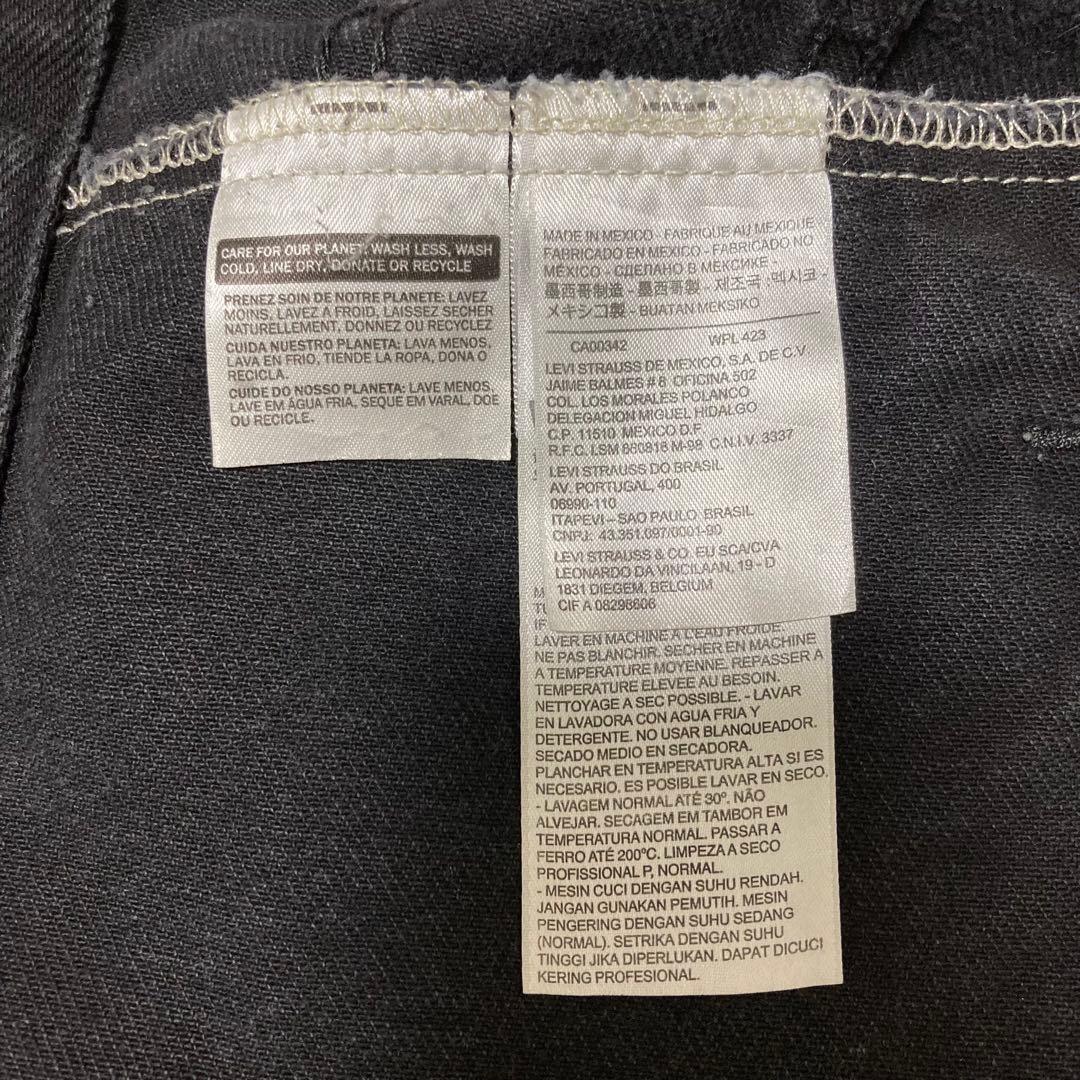 CARE FOR OUR PLANET, WASH LESS, WASH
COLD, LINE DRY, DONATE OR RECYCLE
PRENEZ SOIN DE NOTRE PLANETE: LAVEZ
MOINS, LAVEZ A FROID, LAISSEZ SECHER
NATURELLEMENT, DONNEZ OU RECYCLEZ
CUIDA NUESTRO PLANETA: LAVA MENOS,
LAVA EN FRIO, TIENDE LA ROPA, DONA O
RECICLA.
CUIDE DO NOSSO PLANETA: LAVE MENOS,
LAVE EM ÁGUA FRIA, SEQUE EM VARAL, DOE
OU RECICLE.
MADE IN MEXICO - FABRIQUE AU MEXIQUE
FABRICADO EN MEXICO - FABRICADO NO
MÉXICO - СДЕЛАНО В МЕКСИКЕ -
墨西哥制造 - 墨西哥製 - 제조국 - 멕시코 -
メキシコ製 - BUATAN MEKSIKO
CA00342 WPL 423
LEVI STRAUSS DE MEXICO, S.A. DE C.V.
JAIME BALMES # 8 OFICINA 502
COL. LOS MORALES POLANCO
DELEGACION MIGUEL HIDALGO
C.P. 11510 MEXICO D.F
R.F.C. LSM 860818 M-98 C.N.I.V. 3337
LEVI STRAUSS DO BRASIL
AV. PORTUGAL, 400
06990-110
ITAPEVI – SAO PAULO BRASIL
CNPJ: 43.351.097/0001-90
LEVI STRAUSS & CO. EU SCA/CVA
LEONARDO DA VINCILAAN, 19 - D
1831 DIEGEM, BELGIUM
CIF A 08298606
LAVER EN MACHINE A L'EAU FROIDE.
NE PAS BLANCHIR. SECHER EN MACHINE
A TEMPERATURE MOYENNE. REPASSER A
TEMPERATURE ELEVEE AU BESOIN.
NETTOYAGE A SEC POSSIBLE. - LAVAR
EN LAVADORA CON AGUA FRIA Y
DETERGENTE. NO USAR BLANQUEADOR.
SECADO MEDIO EN SECADORA.
PLANCHAR EN TEMPERATURA ALTA SI ES
NECESARIO. ES POSIBLE LAVAR EN SECO.
- LAVAGEM NORMAL ATÉ 30º. NÃO
ALVEJAR. SECAGEM EM TAMBOR EM
TEMPERATURA NORMAL. PASSAR A
FERRO ATÉ 200ºC. LIMPEZA A SECO
PROFISSIONAL P, NORMAL.
- MESIN CUCI DENGAN SUHU RENDAH.
JANGAN GUNAKAN PEMUTIH. MESIN
PENGERING DENGAN SUHU SEDANG
(NORMAL). SETRIKA DENGAN SUHU
TINGGI JIKA DIPERLUKAN. DAPAT DICUCI
KERING PROFESIONAL.